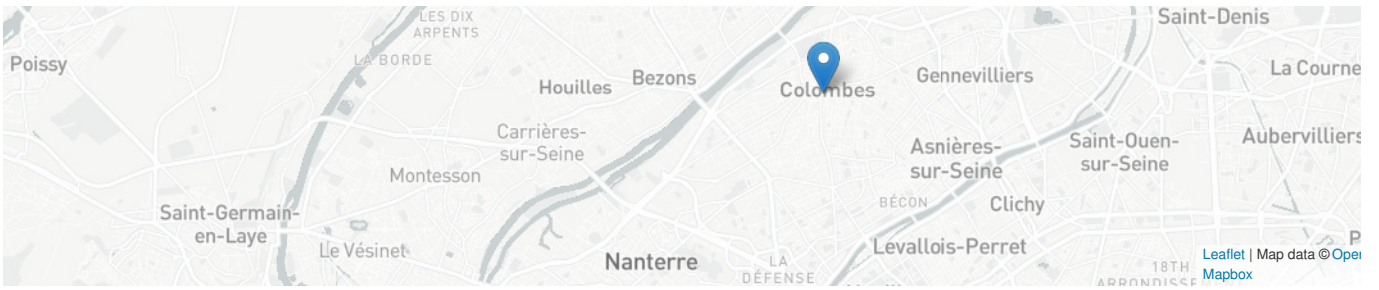 LES DIX
ARPENTS
Saint-Denis
Poissy
LA BORDE
La Courne
Houilles
Bezons
Colombes
Gennevilliers
Carrières-
sur-Seine
Asnières-
sur-Seine
Saint-Ouen-
sur-Seine
Aubervilliers
Montesson
Saint-Germain-
en-Laye
BÉCON
Clichy
Le Vésinet
Nanterre
LA
DÉFENSE
Levallois-Perret
P
18TH
ARRONDISSE
Leaflet | Map data © Oper
Mapbox